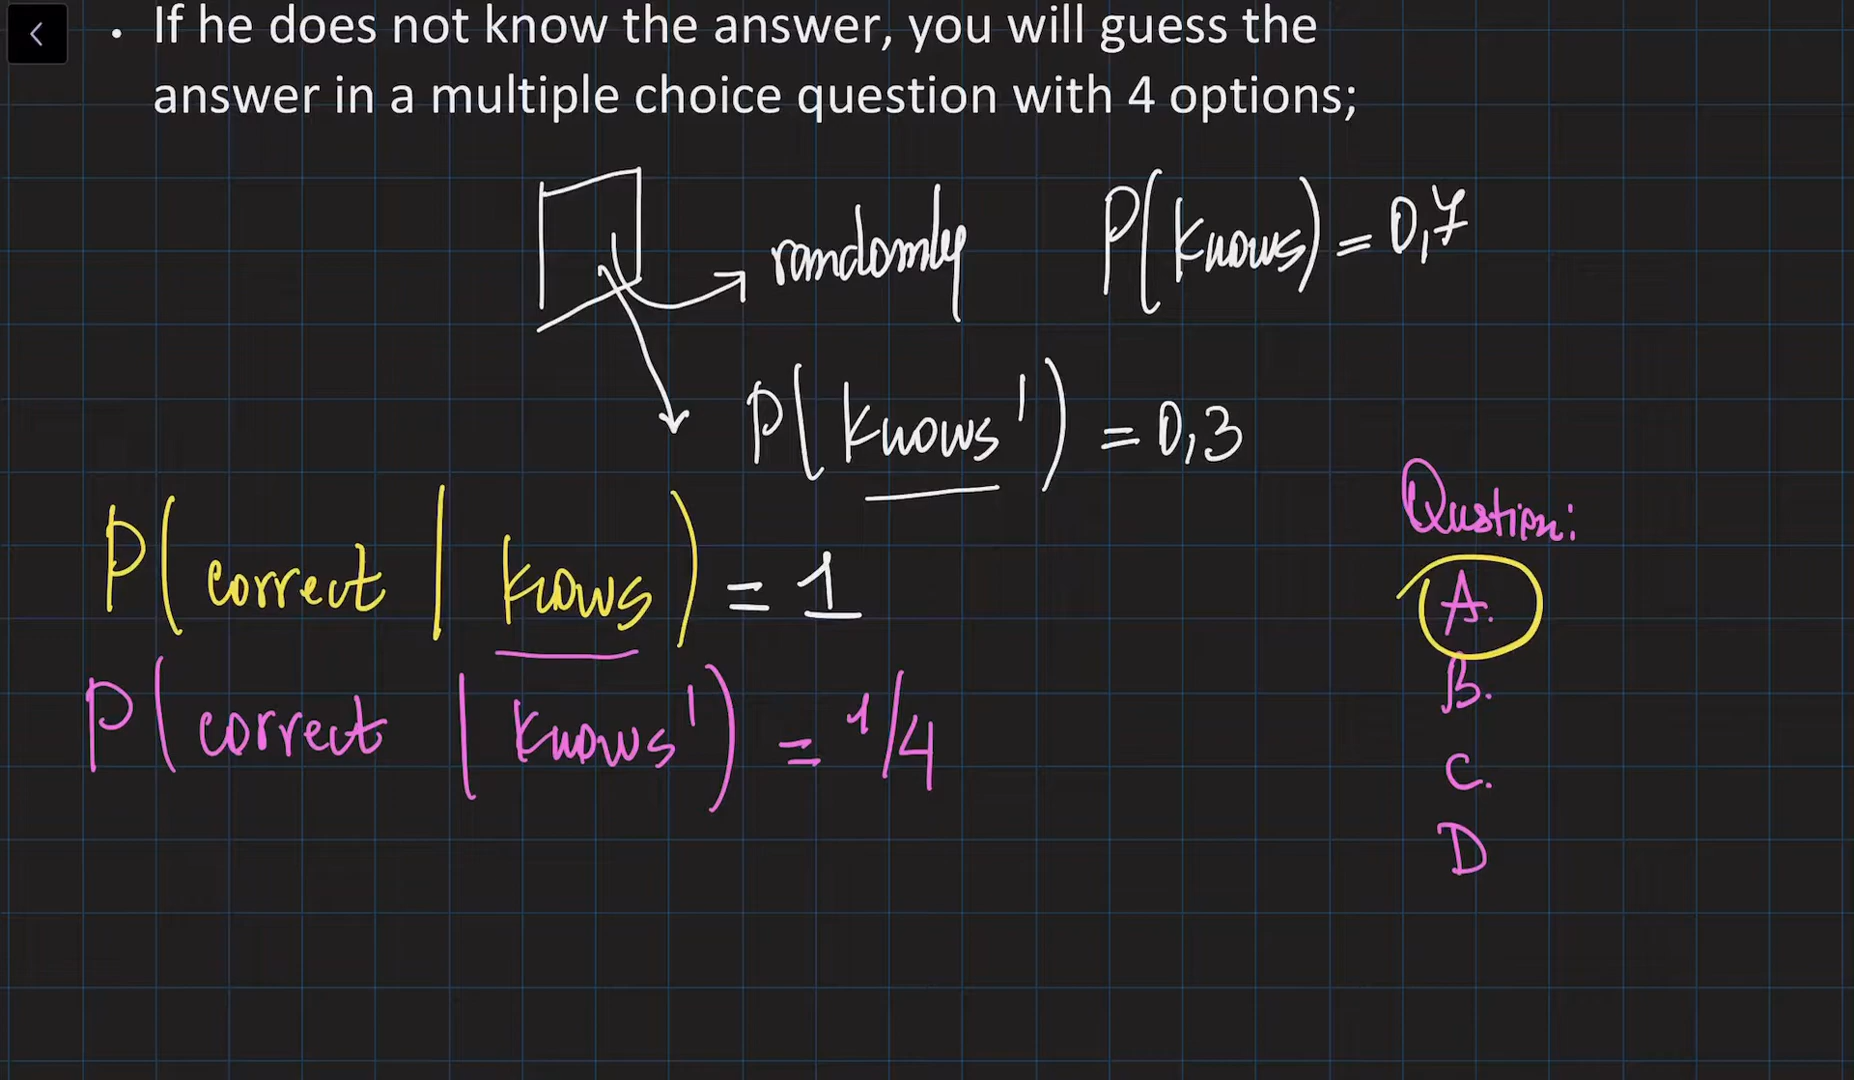 • If he does not know the answer, you will guess the
answer in a multiple choice question with 4 options;
randomly
P(knows) = 0,7
P(knows') = 0,3
P(correct | knows) = 1
P(correct | knows') = 1/4
Qustion:
A.
B.
C.
D